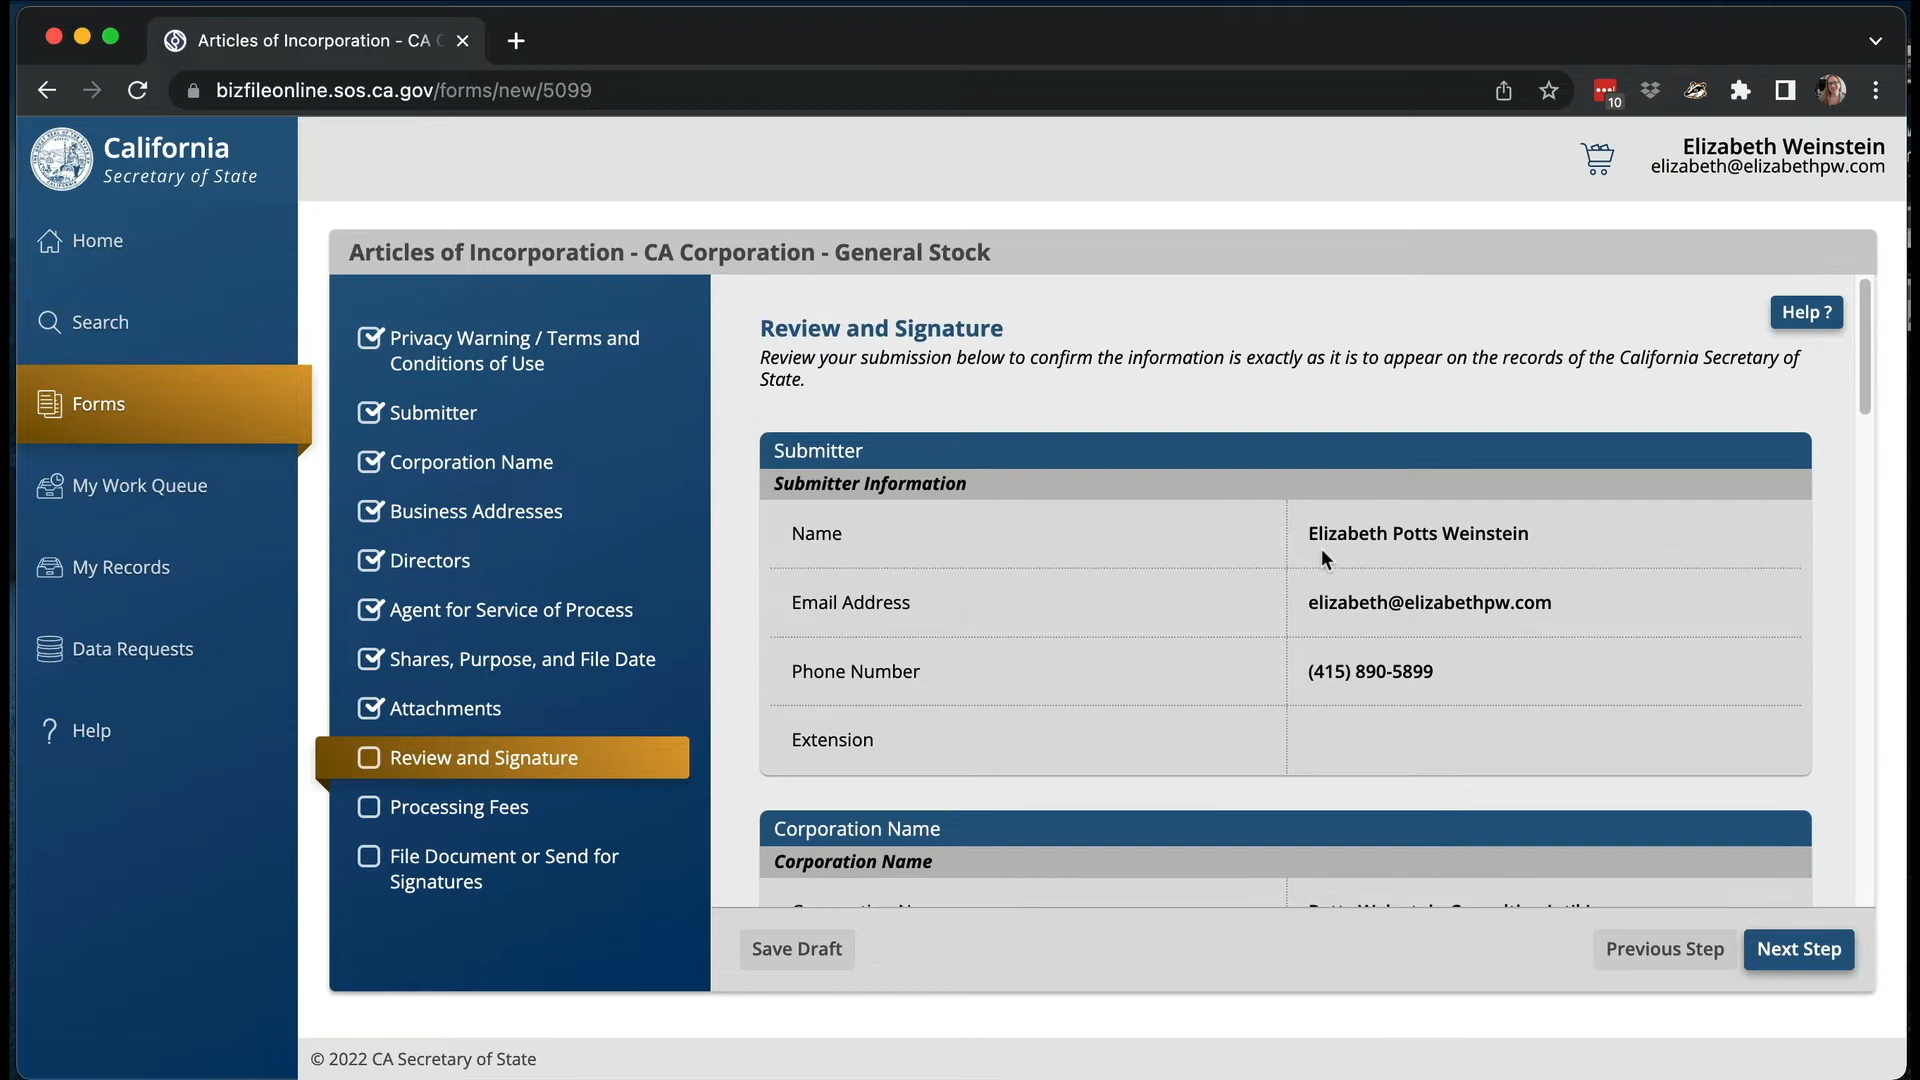 Articles of Incorporation - CA
bizfileonline.sos.ca.gov/forms/new/5099
10
California
Secretary of State
Elizabeth Weinstein
elizabeth@elizabethpw.com
Home
Search
Forms
My Work Queue
My Records
Data Requests
Help
Articles of Incorporation - CA Corporation - General Stock
Privacy Warning / Terms and
Conditions of Use
Submitter
Corporation Name
Business Addresses
Directors
Agent for Service of Process
Shares, Purpose, and File Date
Attachments
Review and Signature
Processing Fees
File Document or Send for
Signatures
Help ?
Review and Signature
Review your submission below to confirm the information is exactly as it is to appear on the records of the California Secretary of
State.
Submitter
Submitter Information
Name Elizabeth Potts Weinstein
Email Address elizabeth@elizabethpw.com
Phone Number (415) 890-5899
Extension
Corporation Name
Corporation Name
Save Draft
Previous Step
Next Step
© 2022 CA Secretary of State